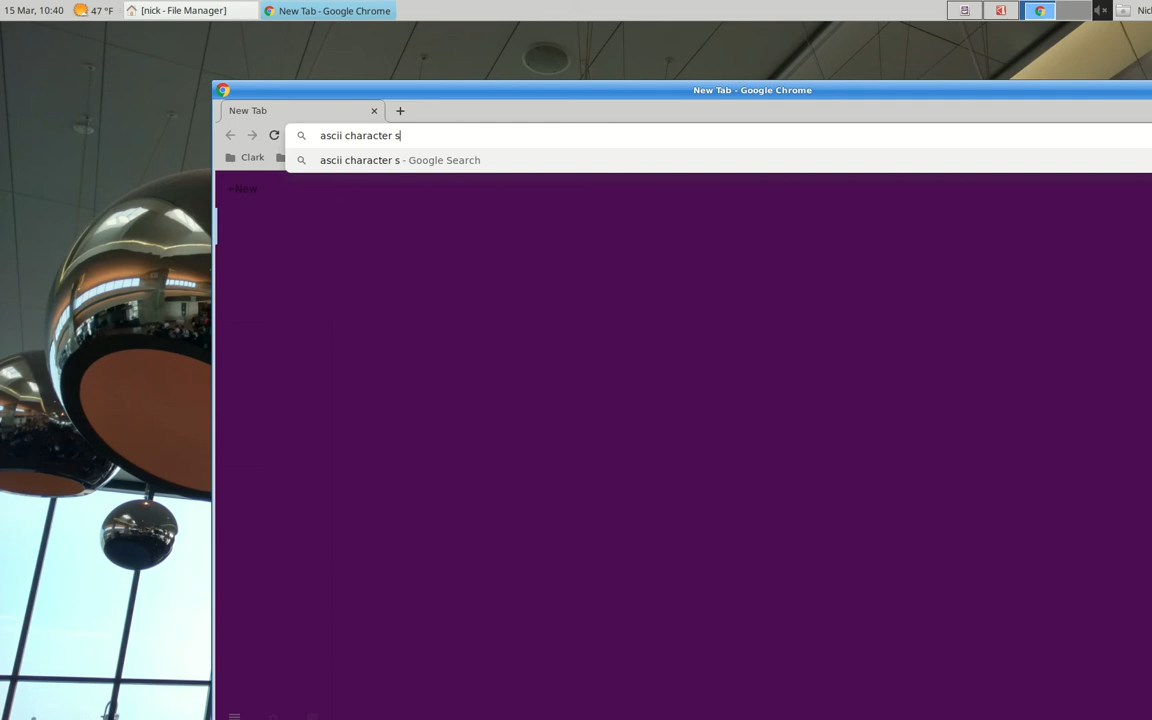 15 Mar, 10:40 47 °F [nick - File Manager] New Tab - Google Chrome
New Tab - Google Chrome
New Tab
ascii character s
Clark
ascii character s - Google Search
+New